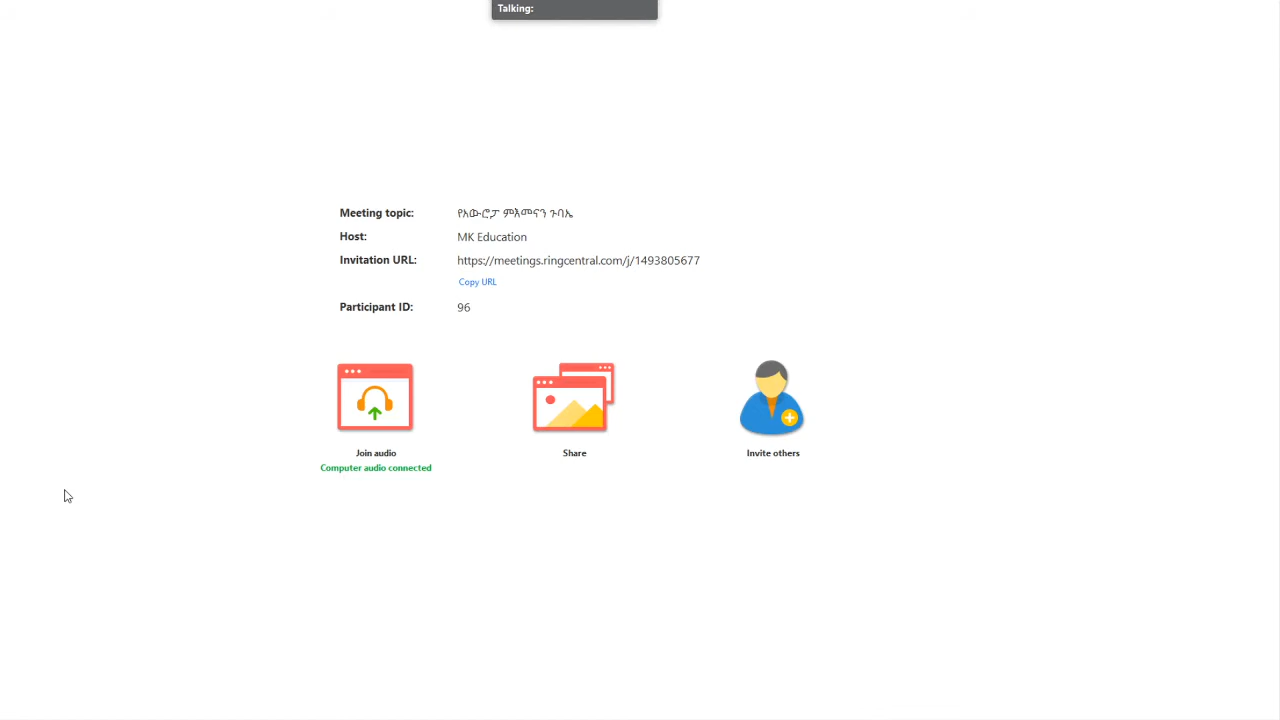 Talking:
Meeting topic: የአውሮፓ ምእመናን ጉባኤ
Host: MK Education
Invitation URL: https://meetings.ringcentral.com/j/1493805677
Copy URL
Participant ID: 96
Join audio
Computer audio connected
Share
Invite others